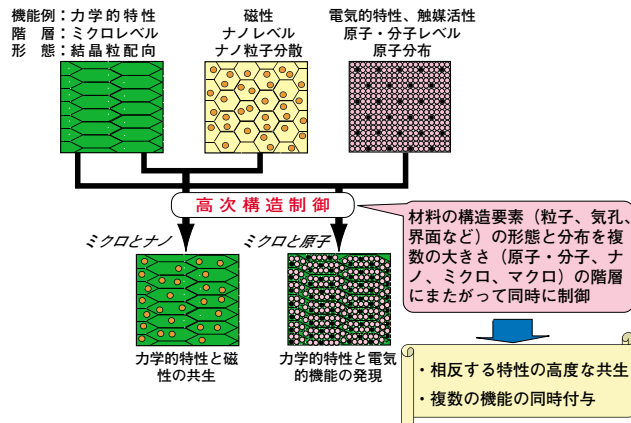 機能例：力学的特性
階　層：ミクロレベル
形　態：結晶粒配向
磁性
ナノレベル
ナノ粒子分散
電気的特性、触媒活性
原子・分子レベル
原子分布
高次構造制御
ミクロとナノ
ミクロと原子
材料の構造要素（粒子、気孔、
界面など）の形態と分布を複
数の大きさ（原子・分子、ナ
ノ、ミクロ、マクロ）の階層
にまたがって同時に制御
力学的特性と磁
性の共生
力学的特性と電気
的機能の発現
・相反する特性の高度な共生
・複数の機能の同時付与